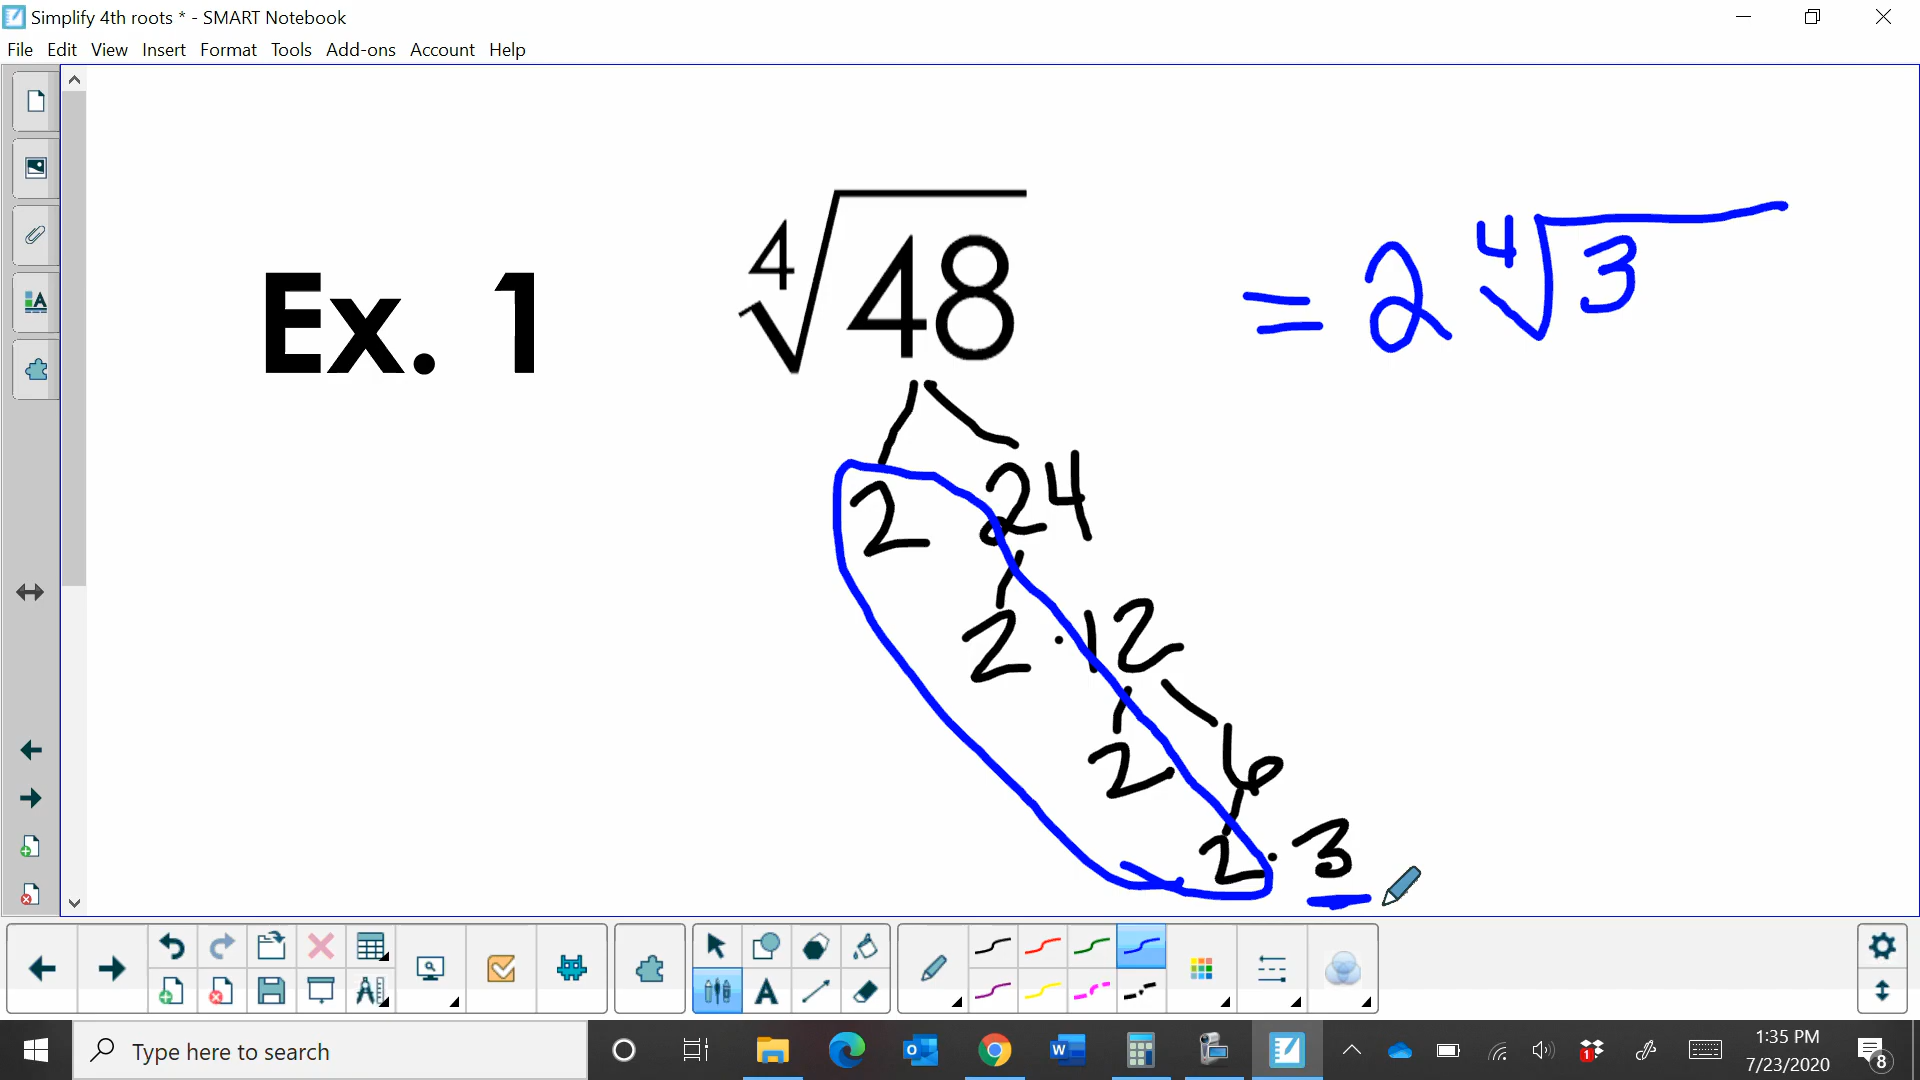 Simplify 4th roots * - SMART Notebook
File Edit View Insert Format Tools Add-ons Account Help
Ex. 1 ∜48 = 2 ∜3
2 24
2 · 12
2 · 6
2 · 3
Type here to search
1:35 PM
7/23/2020
8
1